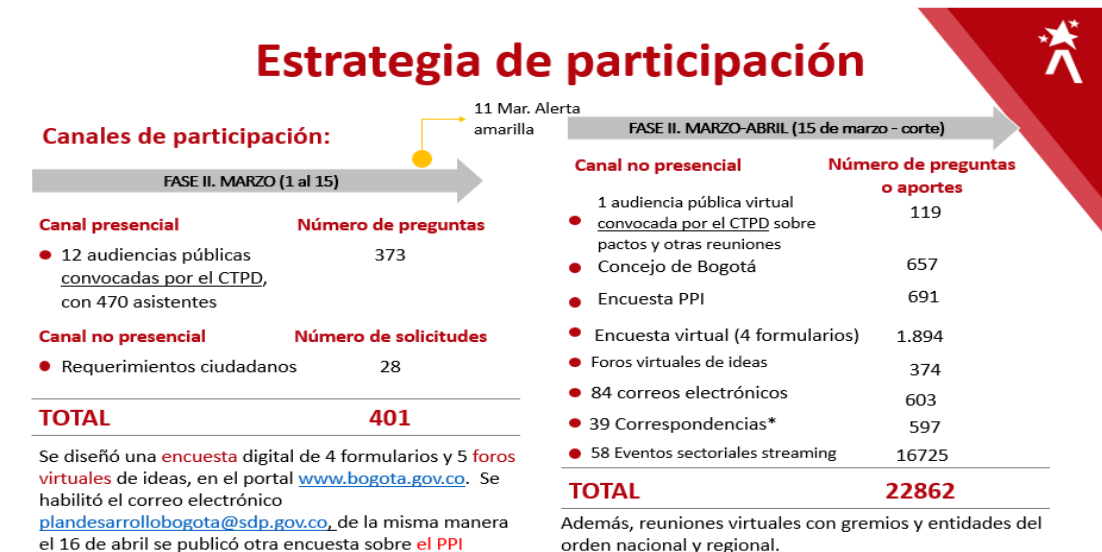 Estrategia de participación
Canales de participación:
11 Mar. Alerta
amarilla
FASE II. MARZO (1 al 15)
Canal presencial Número de preguntas
12 audiencias públicas 373
convocadas por el CTPD,
con 470 asistentes
Canal no presencial Número de solicitudes
Requerimientos ciudadanos 28
TOTAL 401
Se diseñó una encuesta digital de 4 formularios y 5 foros
virtuales de ideas, en el portal www.bogota.gov.co. Se
habilitó el correo electrónico
plandesarrollobogota@sdp.gov.co, de la misma manera
el 16 de abril se publicó otra encuesta sobre el PPI
FASE II. MARZO-ABRIL (15 de marzo - corte)
Canal no presencial Número de preguntas
o aportes
1 audiencia pública virtual 119
convocada por el CTPD sobre
pactos y otras reuniones
Concejo de Bogotá 657
Encuesta PPI 691
Encuesta virtual (4 formularios) 1.894
Foros virtuales de ideas 374
84 correos electrónicos 603
39 Correspondencias* 597
58 Eventos sectoriales streaming 16725
TOTAL 22862
Además, reuniones virtuales con gremios y entidades del
orden nacional y regional.